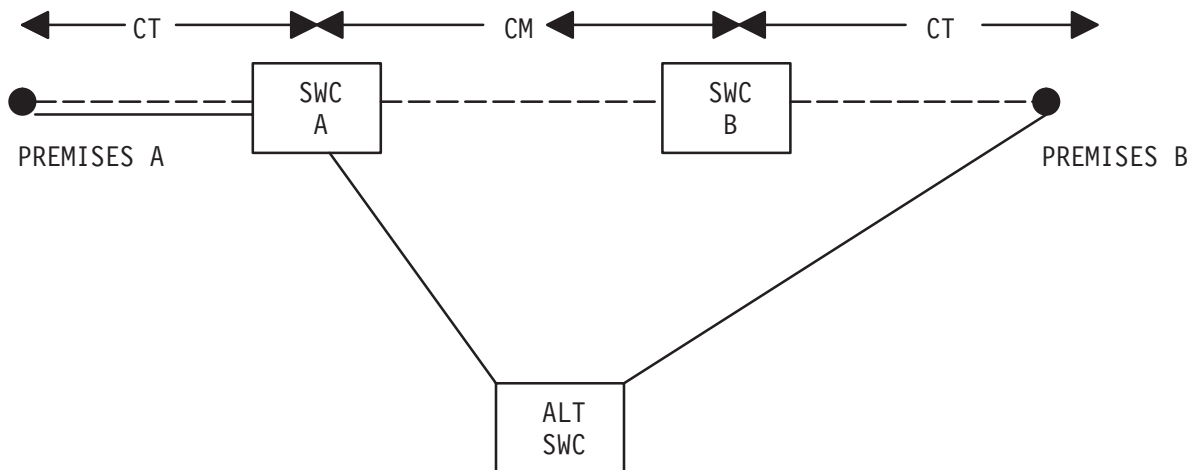 CT CM CT
SWC
A
SWC
B
PREMISES A
PREMISES B
ALT
SWC